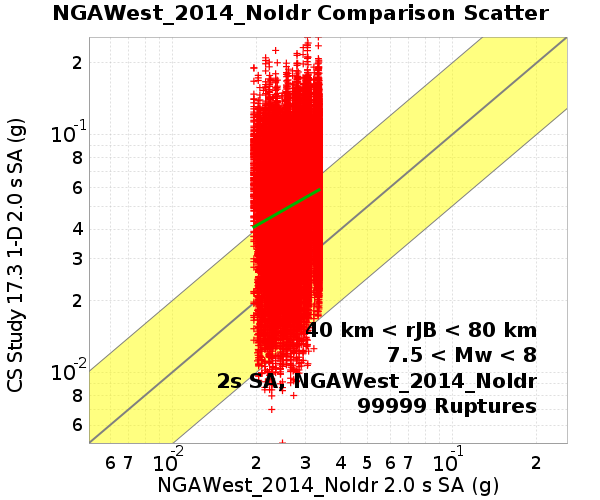 NGAWest_2014_NoIdr Comparison Scatter
CS Study 17.3 1-D 2.0 s SA (g)
2
10-1
8
6
4
3
2
10-2
8
6
40 km < rJB < 80 km
7.5 < Mw < 8
2s SA, NGAWest_2014_NoIdr
99999 Ruptures
6 7 10-2 2 3 4 5 6 7 10-1 2
NGAWest_2014_NoIdr 2.0 s SA (g)